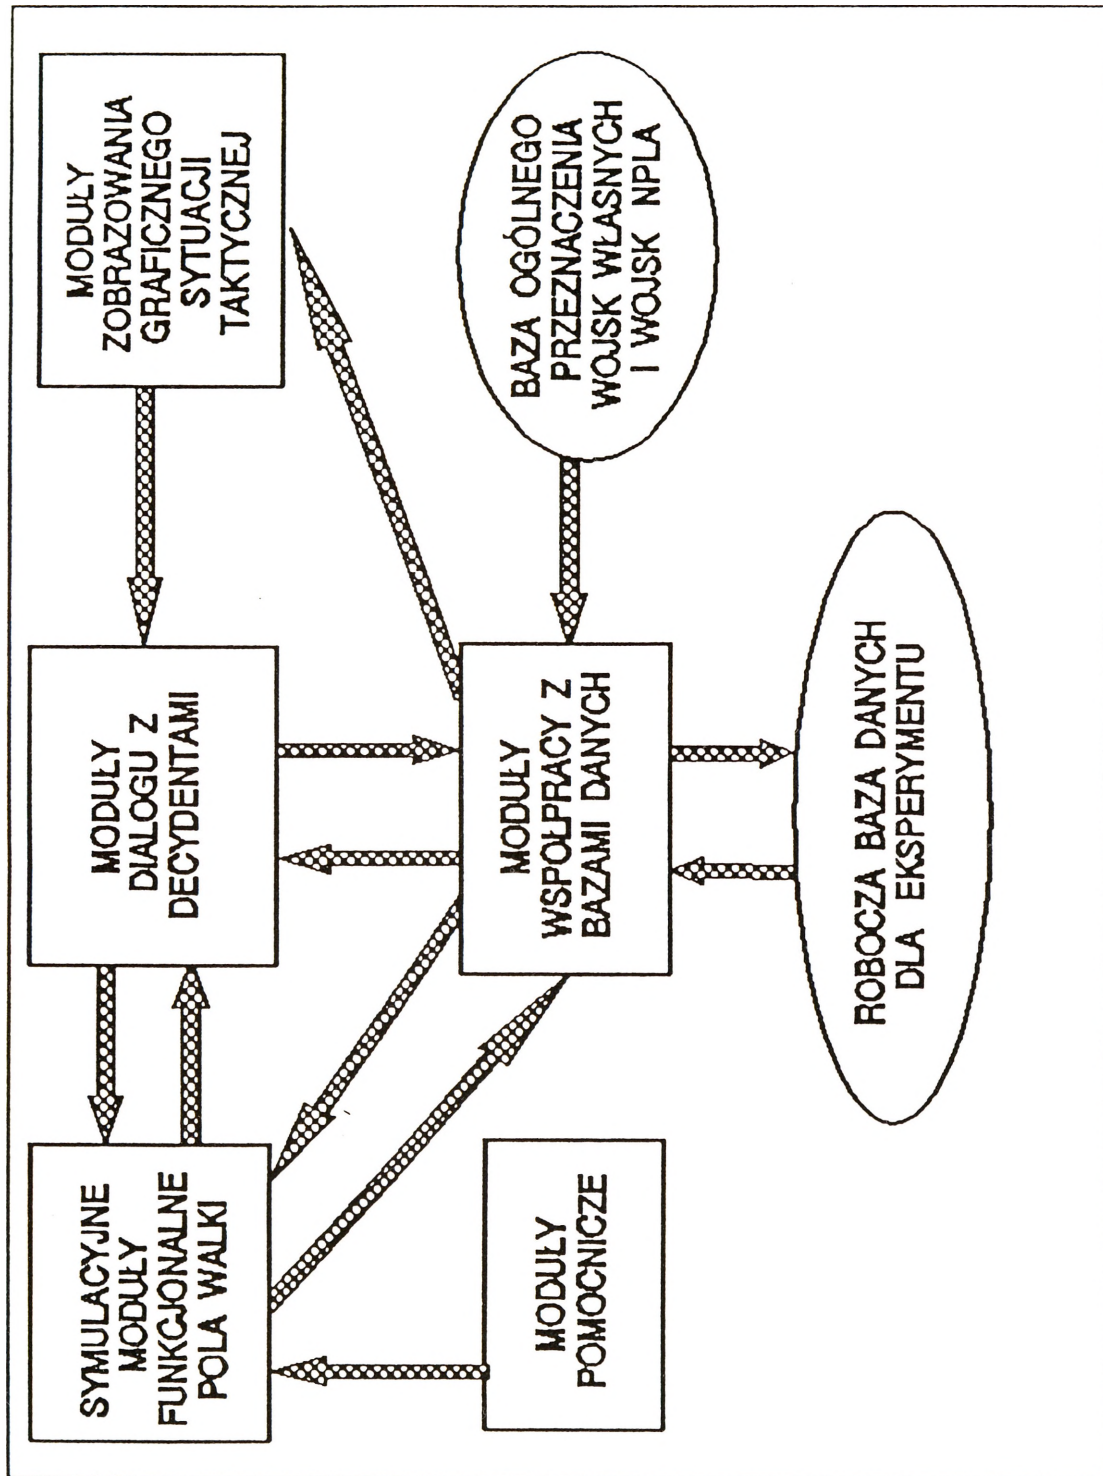 SYMULACYJNE
MODUŁY
FUNKCJONALNE
POLA WALKI
MODUŁY
DIALOGU Z
DECYDENTAMI
MODUŁY
ZOBRAZOWANIA
GRAFICZNEGO
SYTUACJI
TAKTYCZNEJ
MODUŁY
POMOCNICZE
MODUŁY
WSPÓŁPRACY Z
BAZAMI DANYCH
BAZA OGÓLNEGO
PRZEZNACZENIA
WOJSK WŁASNYCH
I WOJSK NPLA
ROBOCZA BAZA DANYCH
DLA EKSPERYMENTU